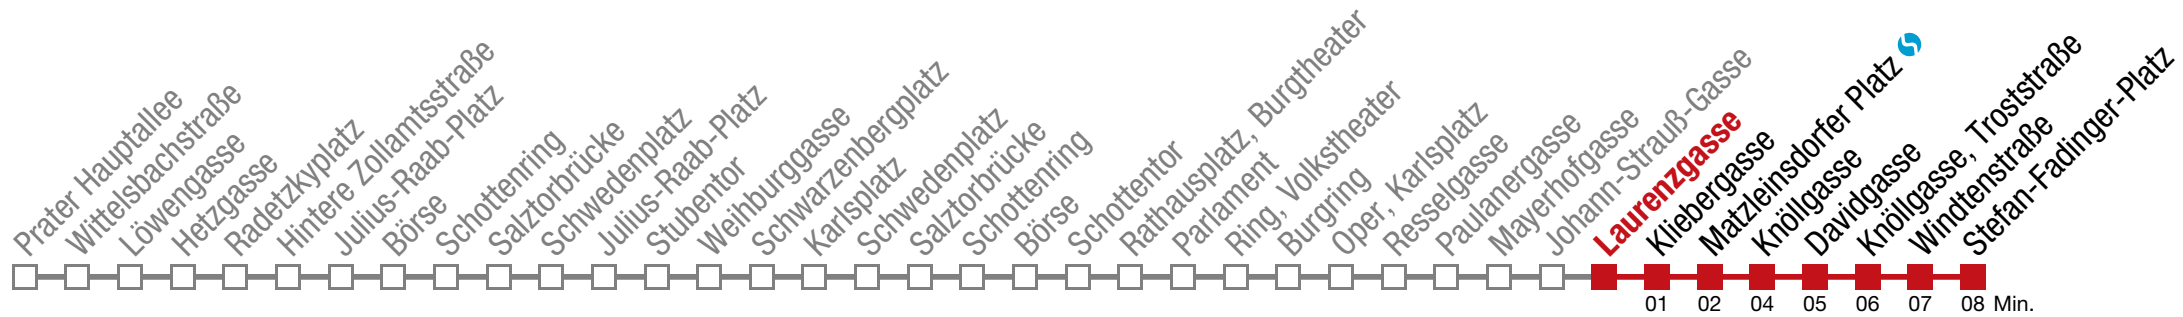 Prater Hauptallee
Wittelsbachstraße
Löwengasse
Hetzgasse
Radetzkyplatz
Hintere Zollamtsstraße
Julius-Raab-Platz
Börse
Schottenring
Salztorbrücke
Schwedenplatz
Julius-Raab-Platz
Stubentor
Weihburggasse
Schwarzenbergplatz
Karlsplatz
Schwedenplatz
Salztorbrücke
Schottenring
Börse
Schottentor
Rathausplatz, Burgtheater
Parlament
Ring, Volkstheater
Burgring
Oper, Karlsplatz
Resselgasse
Paulanergasse
Mayerhofgasse
Johann-Strauß-Gasse
Laurenzgasse
Kliebergasse
Matzleinsdorfer Platz
Knöllgasse
Davidgasse
Knöllgasse, Troststraße
Windtenstraße
Stefan-Fadinger-Platz
01 02 04 05 06 07 08 Min.